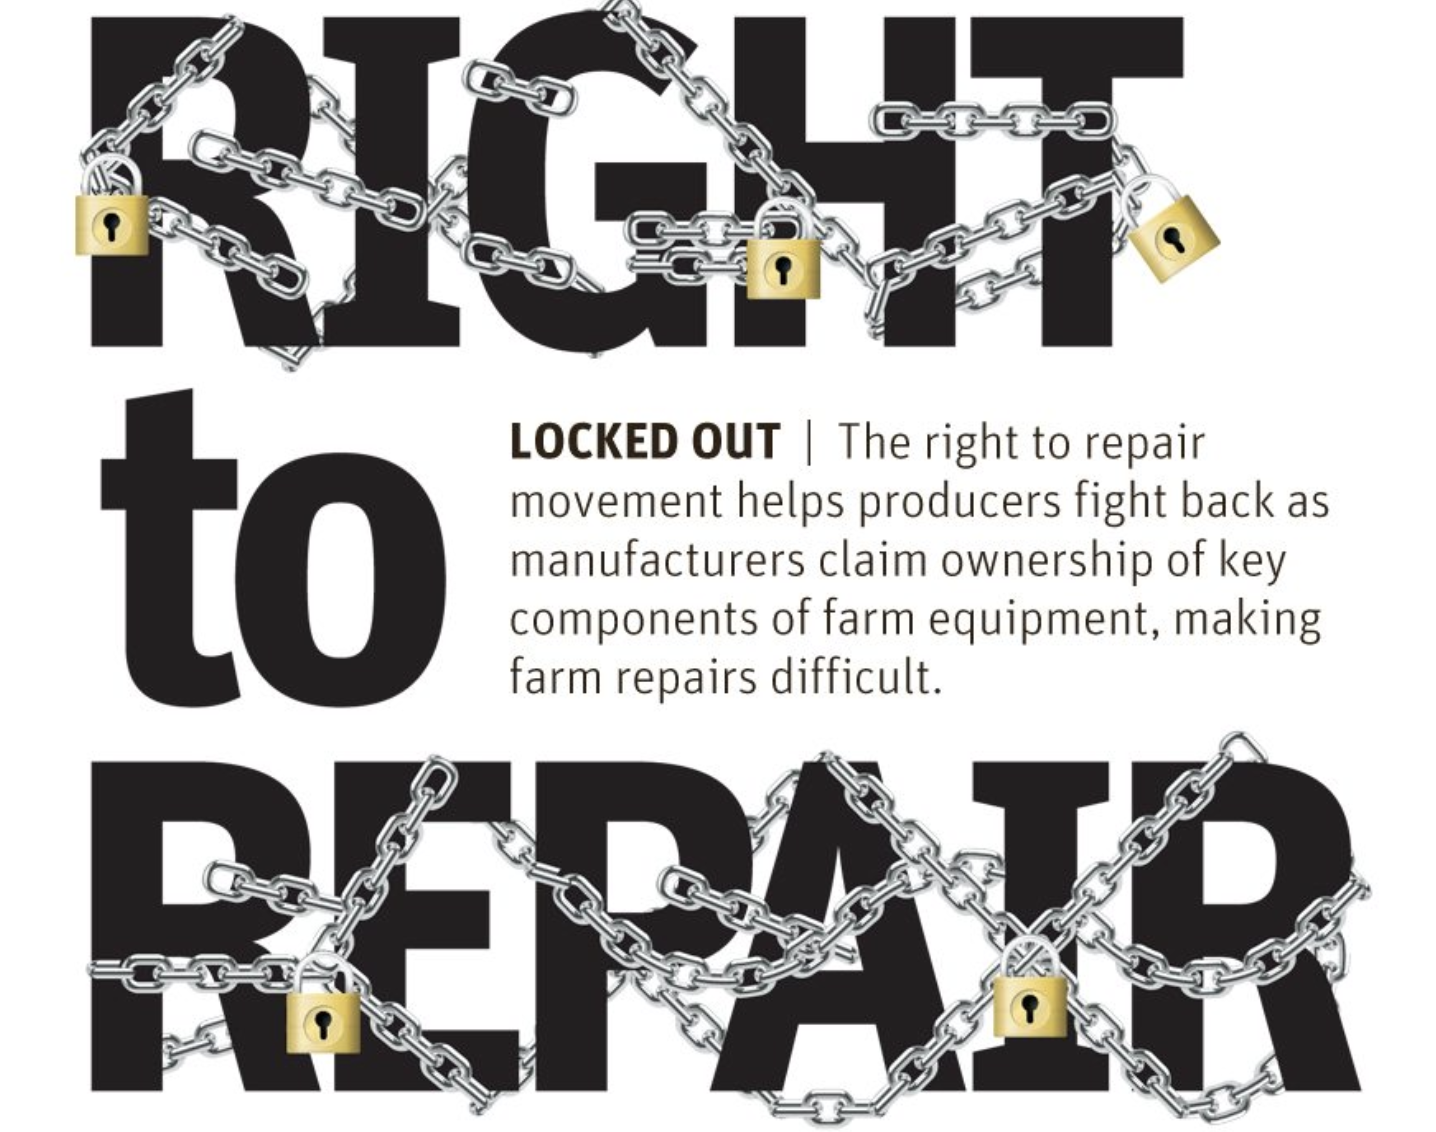 RIGHT
to
LOCKED OUT | The right to repair
movement helps producers fight back as
manufacturers claim ownership of key
components of farm equipment, making
farm repairs difficult.
REPAIR